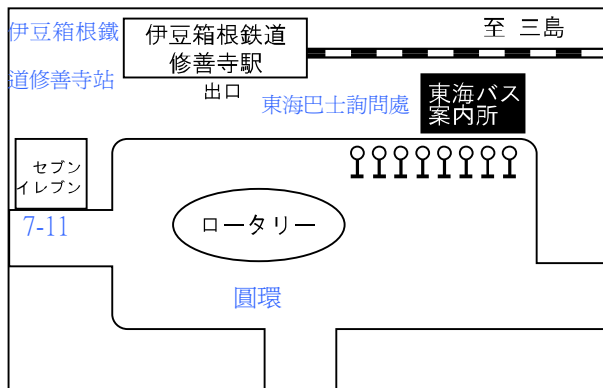 伊豆箱根鐵
道修善寺站
伊豆箱根鉄道
修善寺駅
出口
至 三島
東海巴士詢問處
東海バス
案内所
セブン
イレブン
7-11
ロータリー
圓環